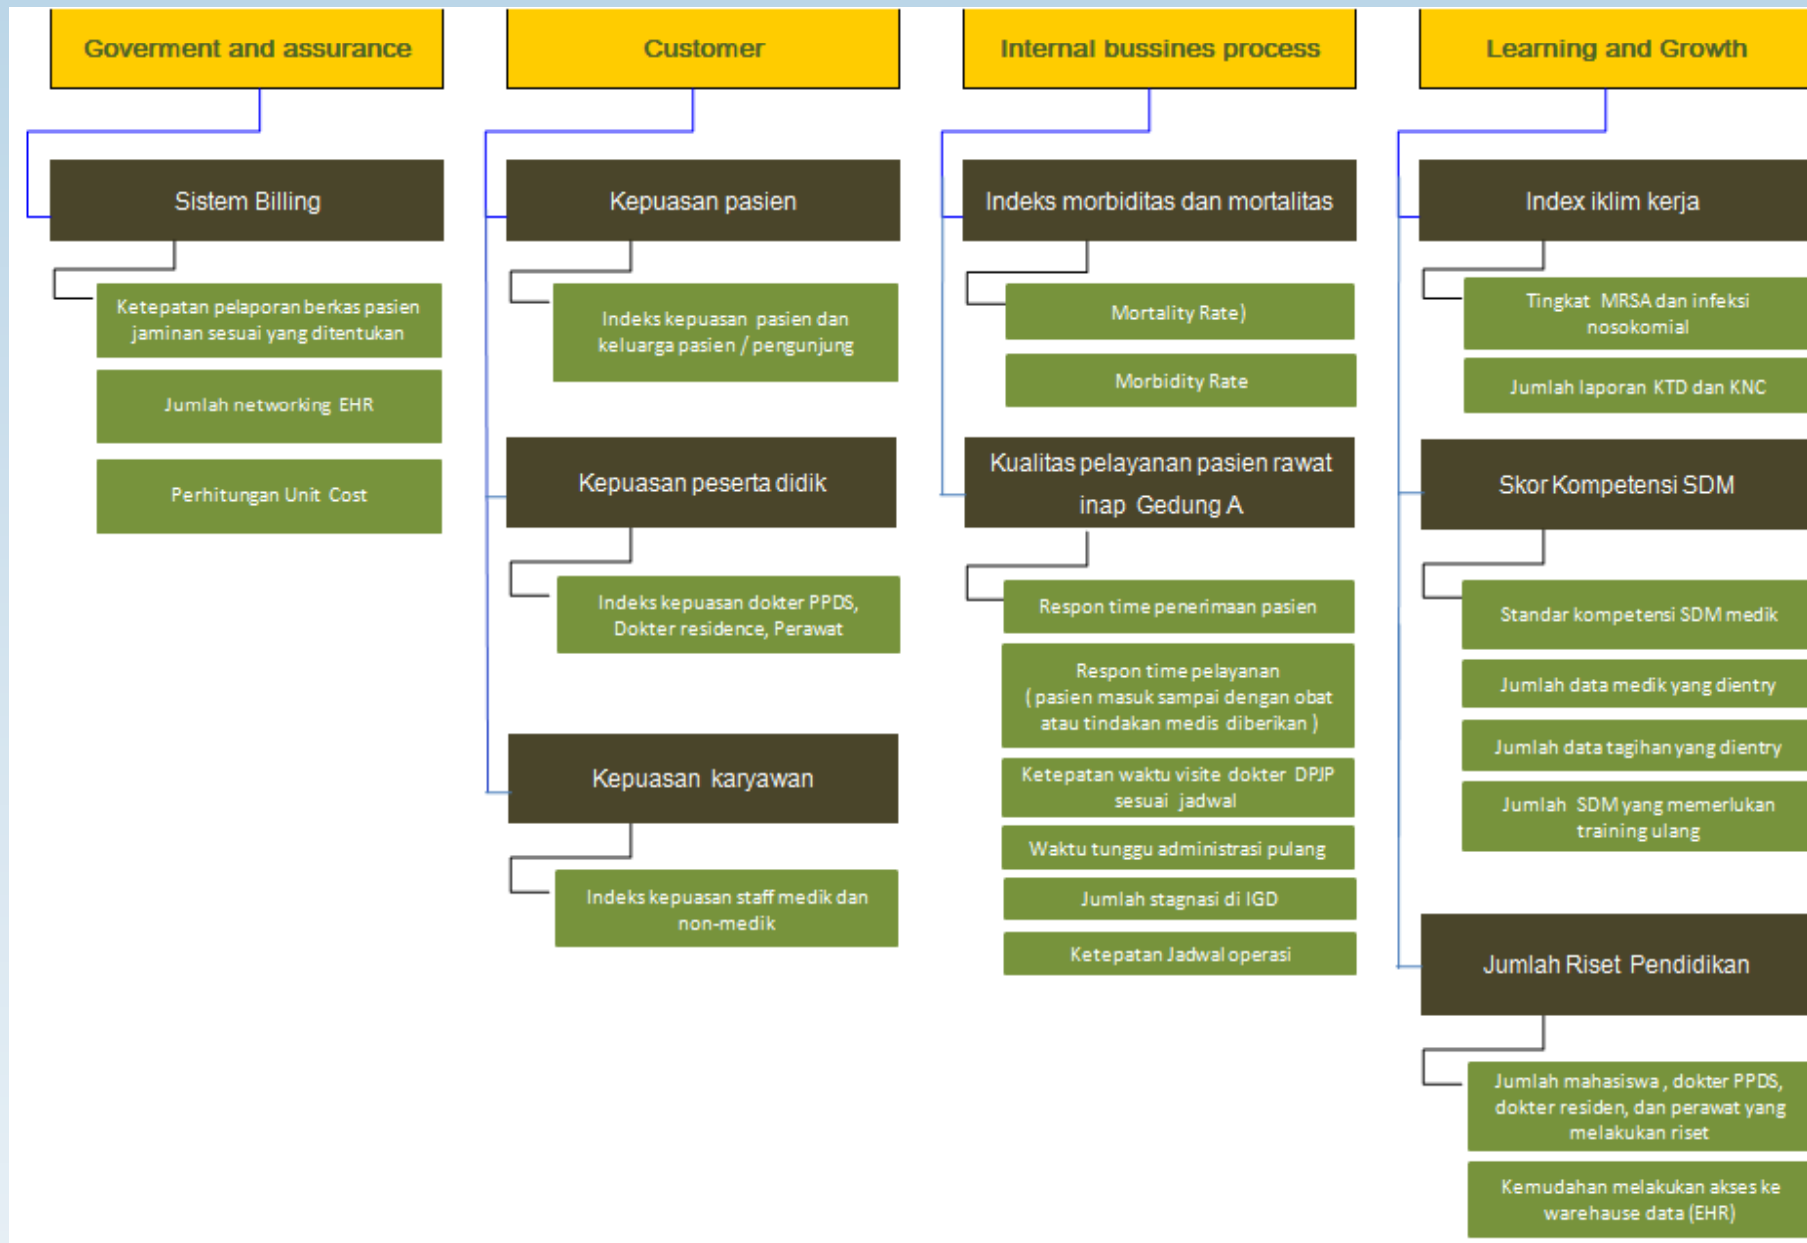 Goverment and assurance
Sistem Billing
Ketepatan pelaporan berkas pasien
jaminan sesuai yang ditentukan
Jumlah networking EHR
Perhitungan Unit Cost
Customer
Kepuasan pasien
Indeks kepuasan pasien dan
keluarga pasien / pengunjung
Kepuasan peserta didik
Indeks kepuasan dokter PPDS,
Dokter residence, Perawat
Kepuasan karyawan
Indeks kepuasan staff medik dan
non-medik
Internal bussines process
Indeks morbiditas dan mortalitas
Mortality Rate)
Morbidity Rate
Kualitas pelayanan pasien rawat
inap Gedung A
Respon time penerimaan pasien
Respon time pelayanan
( pasien masuk sampai dengan obat
atau tindakan medis diberikan )
Ketepatan waktu visite dokter DPJP
sesuai jadwal
Waktu tunggu administrasi pulang
Jumlah stagnasi di IGD
Ketepatan Jadwal operasi
Learning and Growth
Index iklim kerja
Tingkat MRSA dan infeksi
nosokomial
Jumlah laporan KTD dan KNC
Skor Kompetensi SDM
Standar kompetensi SDM medik
Jumlah data medik yang dientry
Jumlah data tagihan yang dientry
Jumlah SDM yang memerlukan
training ulang
Jumlah Riset Pendidikan
Jumlah mahasiswa , dokter PPDS,
dokter residen, dan perawat yang
melakukan riset
Kemudahan melakukan akses ke
warehause data (EHR)